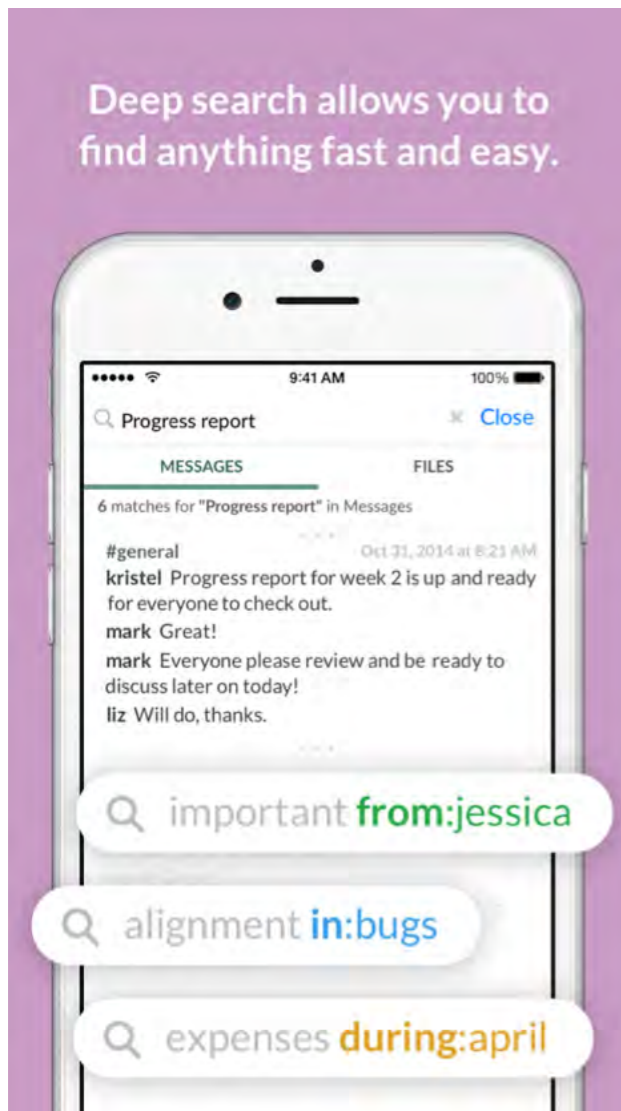 Deep search allows you to
find anything fast and easy.
9:41 AM 100%
Progress report Close
MESSAGES FILES
6 matches for "Progress report" in Messages
#general Oct 31, 2014 at 8:21 AM
kristel Progress report for week 2 is up and ready
for everyone to check out.
mark Great!
mark Everyone please review and be ready to
discuss later on today!
liz Will do, thanks.
important from:jessica
alignment in:bugs
expenses during:april